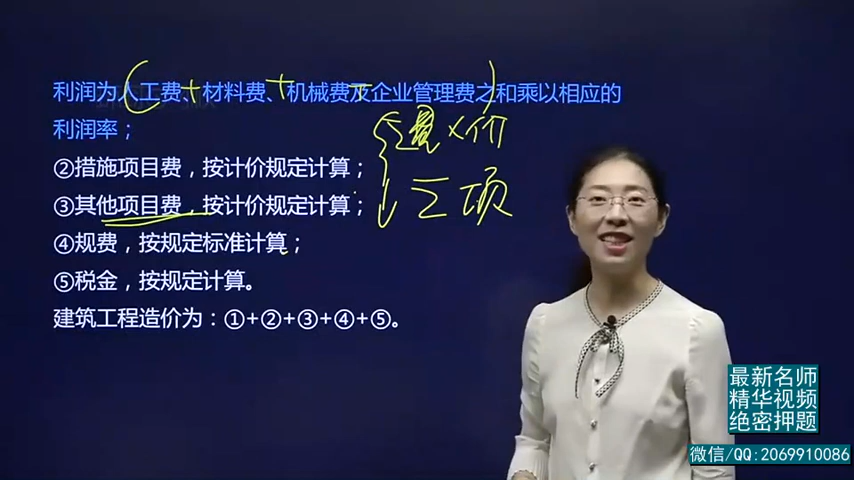 利润为人工费、材料费、机械费及企业管理费之和乘以相应的
利润率；
量×价
②措施项目费，按计价规定计算；
③其他项目费，按计价规定计算；
三项
④规费，按规定标准计算；
⑤税金，按规定计算。
建筑工程造价为：①+②+③+④+⑤。
最新名师
精华视频
绝密押题
微信/QQ:2069910086